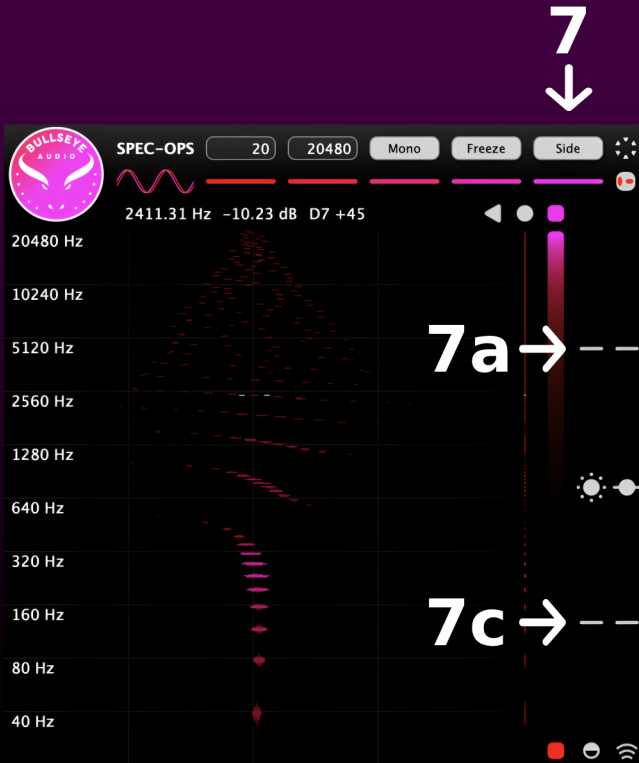 7
BULLSEYE
AUDIO
SPEC-OPS 20 20480 Mono Freeze Side
2411.31 Hz -10.23 dB D7 +45
20480 Hz
10240 Hz
5120 Hz
7a
2560 Hz
1280 Hz
640 Hz
320 Hz
160 Hz
7c
80 Hz
40 Hz